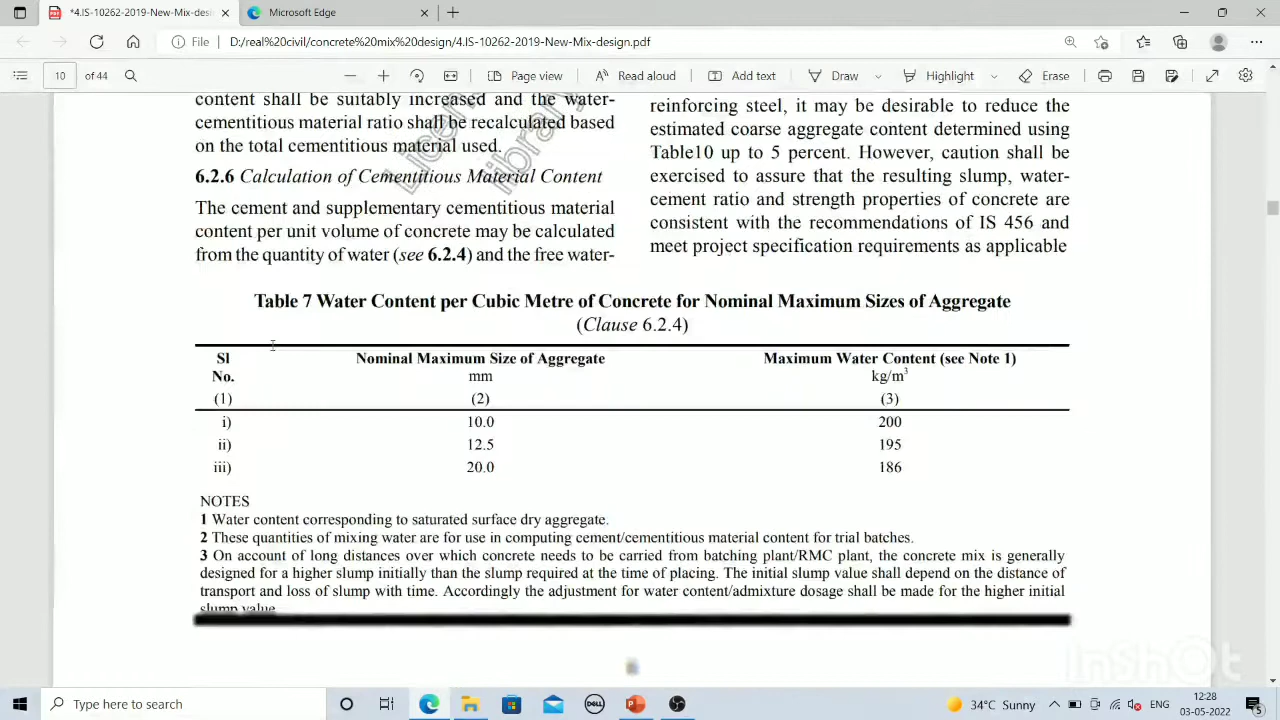 *4.IS-10262-2019-New-Mix-des
Microsoft Edge
File
D:/real%20civil/concrete%20mix%20design/4.IS-10262-2019-New-Mix-design.pdf
10 of 44
Page view
Read aloud
Add text
Draw
Highlight
Erase
content shall be suitably increased and the water-
cementitious material ratio shall be recalculated based
on the total cementitious material used.
6.2.6 Calculation of Cementitious Material Content
The cement and supplementary cementitious material
content per unit volume of concrete may be calculated
from the quantity of water (see 6.2.4) and the free water-
reinforcing steel, it may be desirable to reduce the
estimated coarse aggregate content determined using
Table10 up to 5 percent. However, caution shall be
exercised to assure that the resulting slump, water-
cement ratio and strength properties of concrete are
consistent with the recommendations of IS 456 and
meet project specification requirements as applicable
Table 7 Water Content per Cubic Metre of Concrete for Nominal Maximum Sizes of Aggregate
(Clause 6.2.4)
Sl Nominal Maximum Size of Aggregate Maximum Water Content (see Note 1)
No. mm kg/m³
(1) (2) (3)
i) 10.0 200
ii) 12.5 195
iii) 20.0 186
NOTES
1 Water content corresponding to saturated surface dry aggregate.
2 These quantities of mixing water are for use in computing cement/cementitious material content for trial batches.
3 On account of long distances over which concrete needs to be carried from batching plant/RMC plant, the concrete mix is generally
designed for a higher slump initially than the slump required at the time of placing. The initial slump value shall depend on the distance of
transport and loss of slump with time. Accordingly the adjustment for water content/admixture dosage shall be made for the higher initial
slump value
InShOt
Type here to search
DELL
34°C Sunny
ENG
12:28
03-05-2022
5